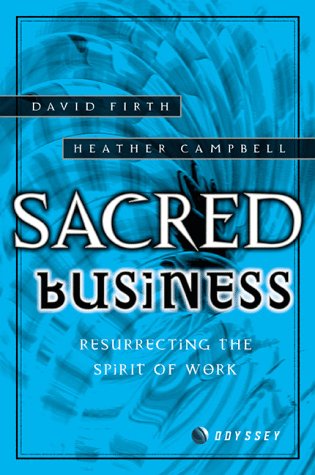 DAVID FIRTH
HEATHER CAMPBELL
SACRED
BUSiNESS
RESURRECTiNG THE
SPiRiT OF WORK
ODYSSEY